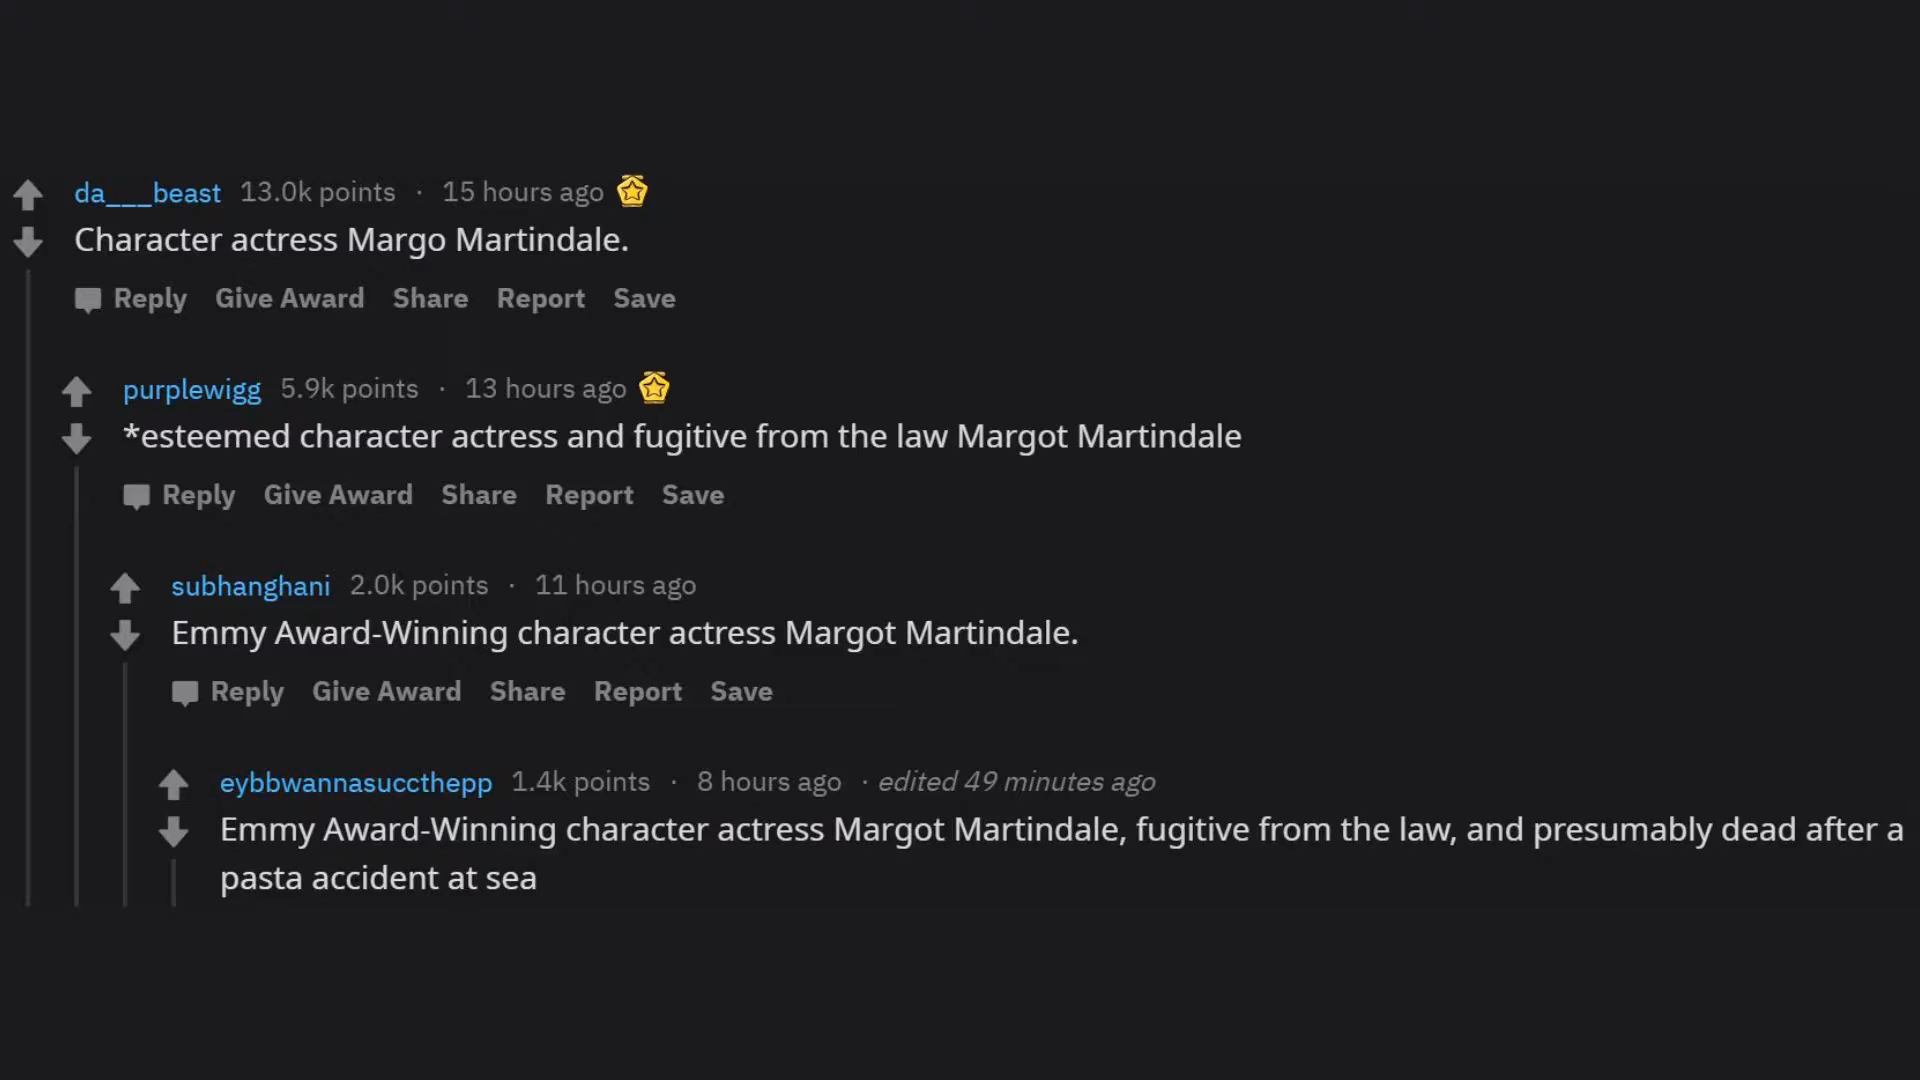 da___beast 13.0k points · 15 hours ago
Character actress Margo Martindale.
Reply Give Award Share Report Save
purplewigg 5.9k points · 13 hours ago
*esteemed character actress and fugitive from the law Margot Martindale
Reply Give Award Share Report Save
subhanghani 2.0k points · 11 hours ago
Emmy Award-Winning character actress Margot Martindale.
Reply Give Award Share Report Save
eybbwannasuccthepp 1.4k points · 8 hours ago · edited 49 minutes ago
Emmy Award-Winning character actress Margot Martindale, fugitive from the law, and presumably dead after a
pasta accident at sea